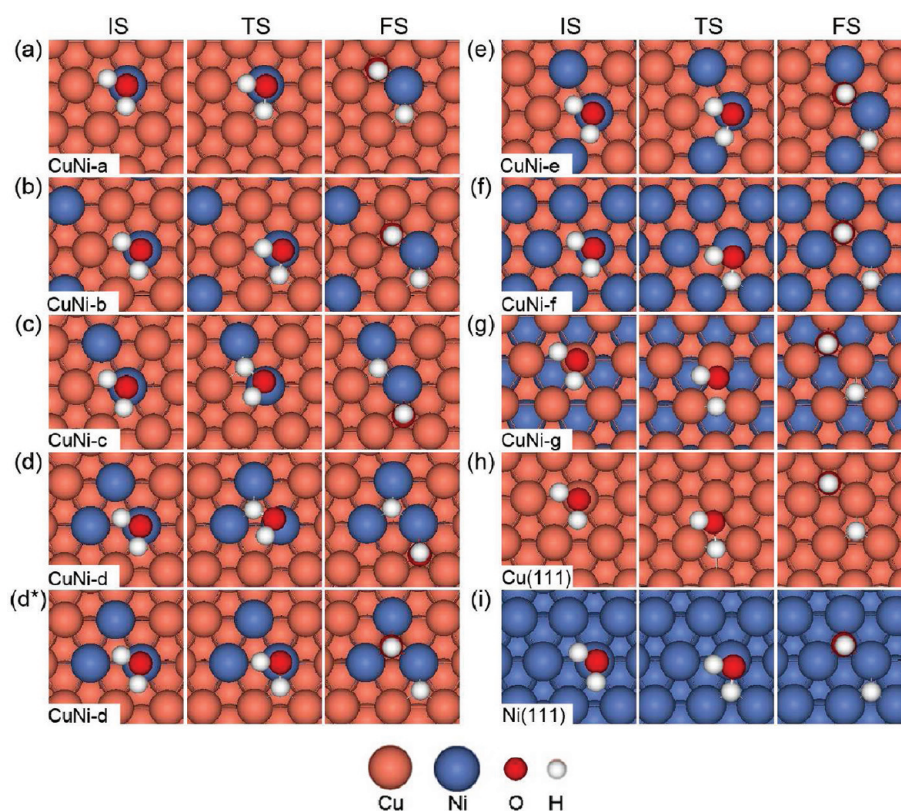 IS TS FS IS TS FS
(a) CuNi-a
(b) CuNi-b
(c) CuNi-c
(d) CuNi-d
(d*) CuNi-d
(e) CuNi-e
(f) CuNi-f
(g) CuNi-g
(h) Cu(111)
(i) Ni(111)
Cu Ni O H